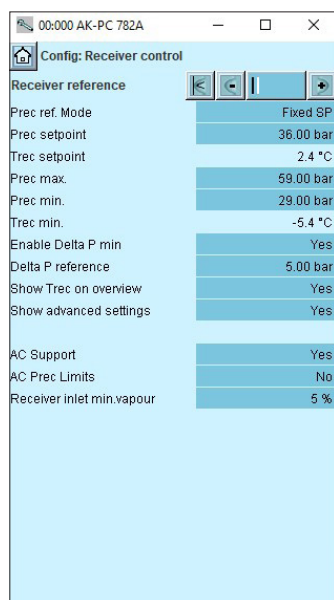 00:000 AK-PC 782A
Config: Receiver control
Receiver reference
Prec ref. Mode Fixed SP
Prec setpoint 36.00 bar
Trec setpoint 2.4 °C
Prec max. 59.00 bar
Prec min. 29.00 bar
Trec min. -5.4 °C
Enable Delta P min Yes
Delta P reference 5.00 bar
Show Trec on overview Yes
Show advanced settings Yes
AC Support Yes
AC Prec Limits No
Receiver inlet min.vapour 5 %